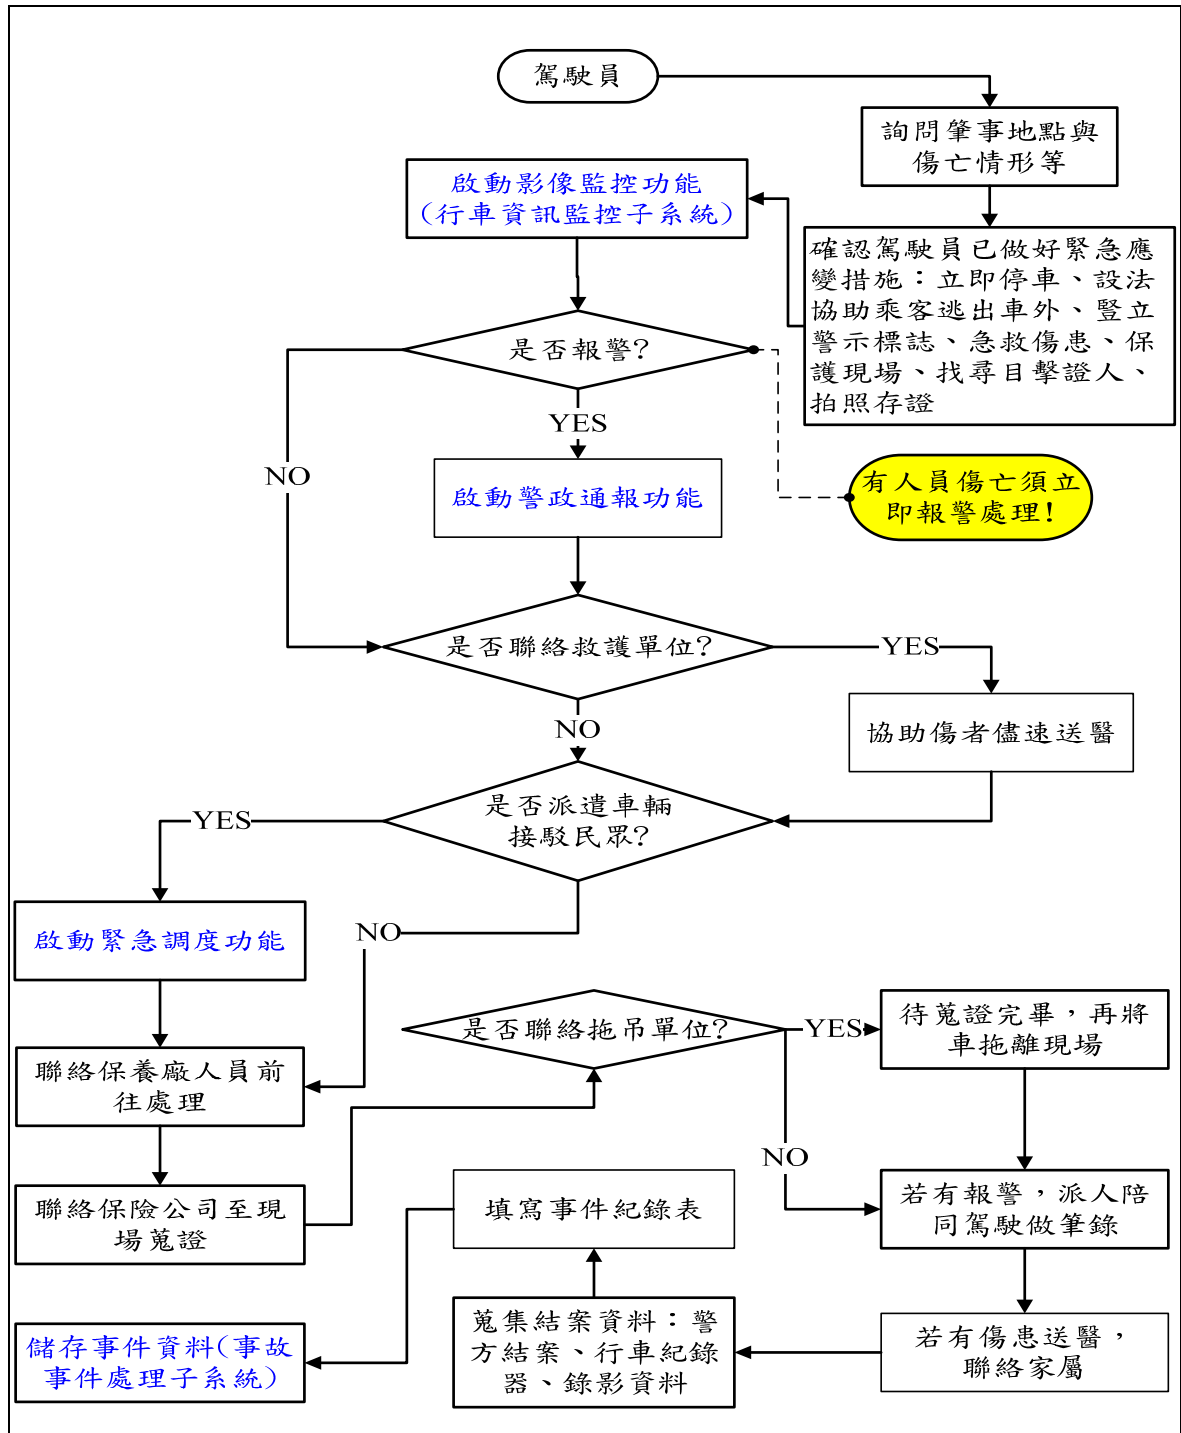 駕駛員
詢問肇事地點與
傷亡情形等
啟動影像監控功能
(行車資訊監控子系統)
確認駕駛員已做好緊急應
變措施：立即停車、設法
協助乘客逃出車外、豎立
警示標誌、急救傷患、保
護現場、找尋目擊證人、
拍照存證
是否報警?
YES
NO
有人員傷亡須立
即報警處理!
啟動警政通報功能
是否聯絡救護單位?
YES
NO
協助傷者儘速送醫
是否派遣車輛
接駁民眾?
YES
NO
啟動緊急調度功能
聯絡保養廠人員前
往處理
聯絡保險公司至現
場蒐證
是否聯絡拖吊單位?
YES
NO
待蒐證完畢，再將
車拖離現場
若有報警，派人陪
同駕駛做筆錄
若有傷患送醫，
聯絡家屬
蒐集結案資料：警
方結案、行車紀錄
器、錄影資料
填寫事件紀錄表
儲存事件資料(事故
事件處理子系統)